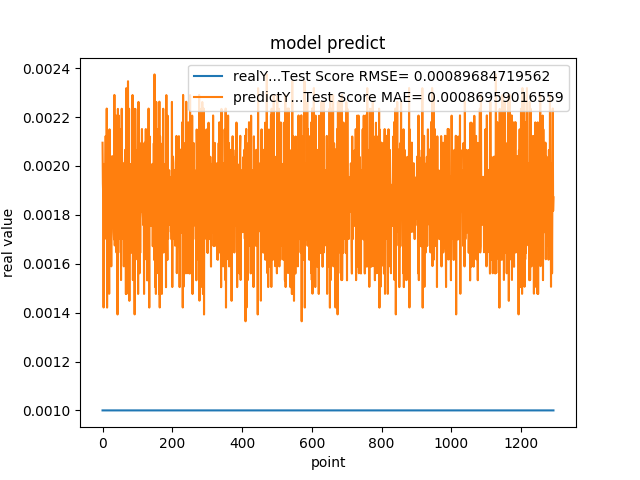 model predict
realY...Test Score RMSE= 0.00089684719562
predictY...Test Score MAE= 0.00086959016559
real value
0.0024
0.0022
0.0020
0.0018
0.0016
0.0014
0.0012
0.0010
0 200 400 600 800 1000 1200
point